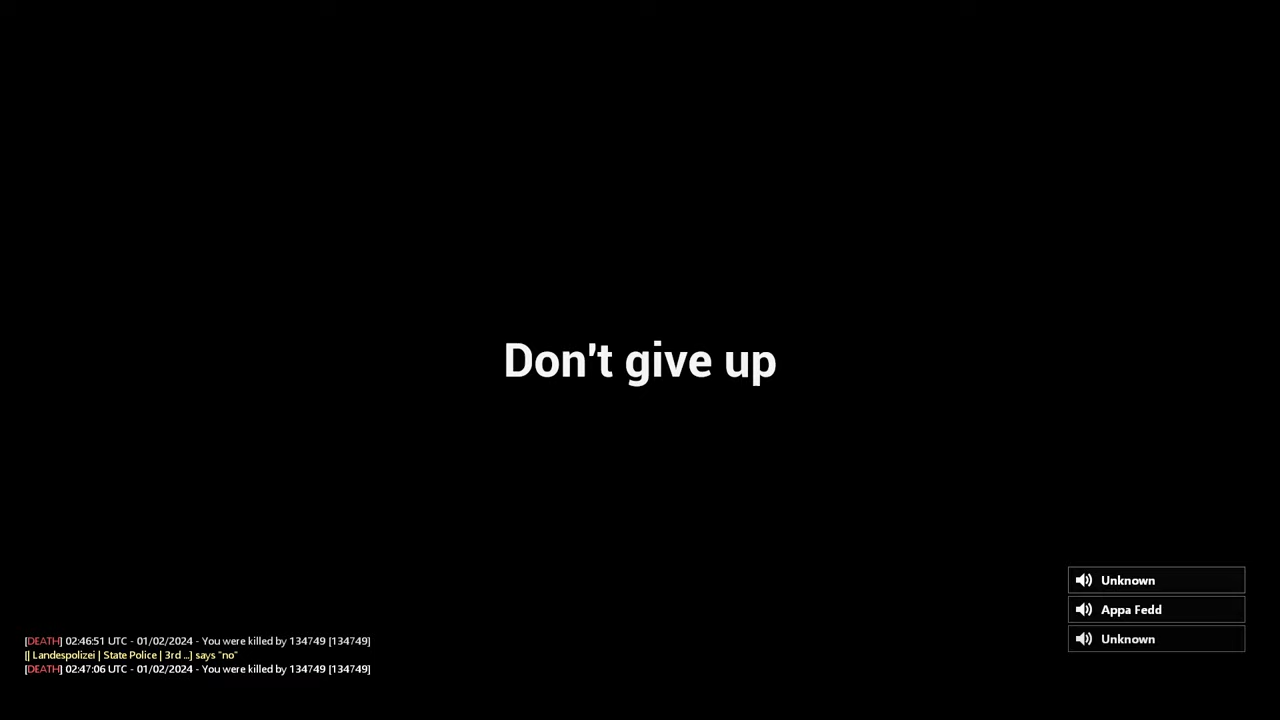 Don't give up
Unknown
Appa Fedd
Unknown
[DEATH] 02:46:51 UTC - 01/02/2024 - You were killed by 134749 [134749]
[| Landespolizei | State Police | 3rd ...] says "no"
[DEATH] 02:47:06 UTC - 01/02/2024 - You were killed by 134749 [134749]